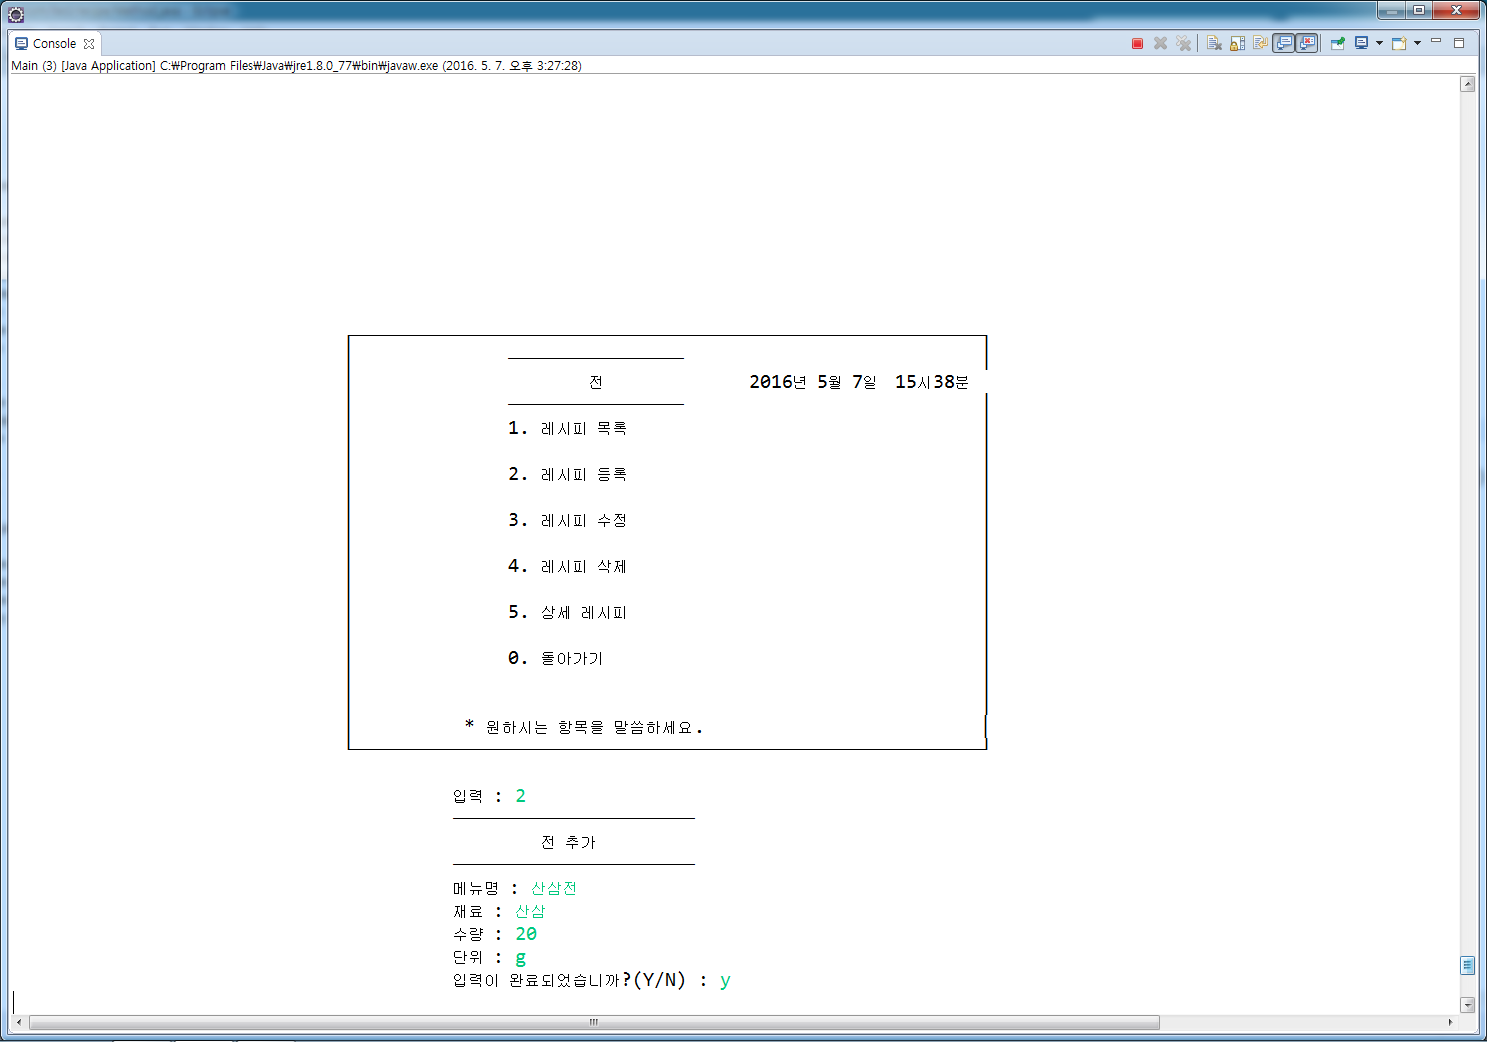 Console
Main (3) [Java Application] C:₩Program Files₩Java₩jre1.8.0_77₩bin₩javaw.exe (2016. 5. 7. 오후 3:27:28)
전 2016년 5월 7일 15시38분
1. 레시피 목록
2. 레시피 등록
3. 레시피 수정
4. 레시피 삭제
5. 상세 레시피
0. 돌아가기
* 원하시는 항목을 말씀하세요.
입력 : 2
전 추가
메뉴명 : 산삼전
재료 : 산삼
수량 : 20
단위 : g
입력이 완료되었습니까?(Y/N) : y